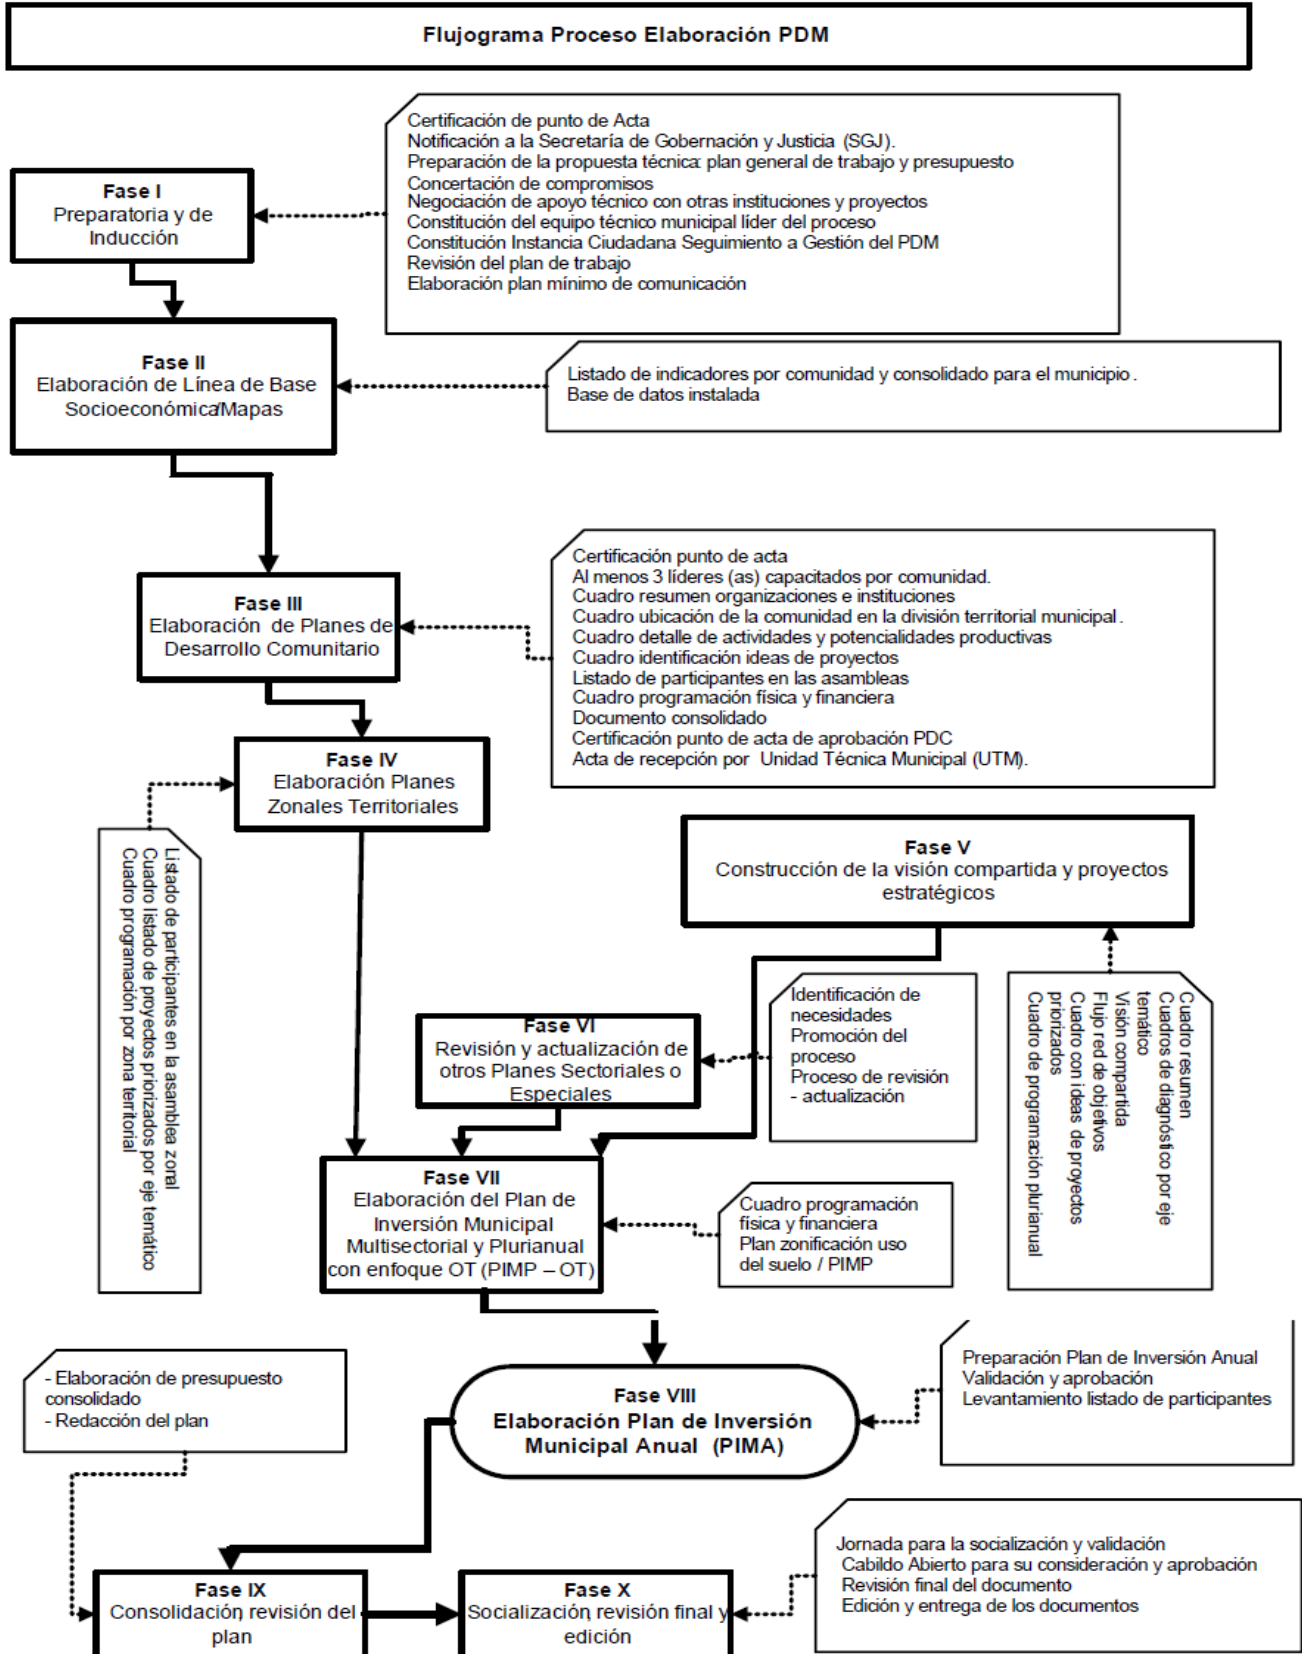 Flujograma Proceso Elaboración PDM
Certificación de punto de Acta
Notificación a la Secretaría de Gobernación y Justicia (SGJ).
Preparación de la propuesta técnica: plan general de trabajo y presupuesto
Concertación de compromisos
Negociación de apoyo técnico con otras instituciones y proyectos
Constitución del equipo técnico municipal líder del proceso
Constitución Instancia Ciudadana Seguimiento a Gestión del PDM
Revisión del plan de trabajo
Elaboración plan mínimo de comunicación
Fase I
Preparatoria y de
Inducción
Fase II
Elaboración de Línea de Base
Socioeconómica/Mapas
Listado de indicadores por comunidad y consolidado para el municipio.
Base de datos instalada
Fase III
Elaboración de Planes de
Desarrollo Comunitario
Certificación punto de acta
Al menos 3 líderes (as) capacitados por comunidad.
Cuadro resumen organizaciones e instituciones
Cuadro ubicación de la comunidad en la división territorial municipal.
Cuadro detalle de actividades y potencialidades productivas
Cuadro identificación ideas de proyectos
Listado de participantes en las asambleas
Cuadro programación física y financiera
Documento consolidado
Certificación punto de acta de aprobación PDC
Acta de recepción por Unidad Técnica Municipal (UTM).
Fase IV
Elaboración Planes
Zonales Territoriales
Listado de participantes en la asamblea zonal
Cuadro listado de proyectos priorizados por eje temático
Cuadro programación por zona territorial
Fase V
Construcción de la visión compartida y proyectos
estratégicos
Cuadro resumen
Cuadros de diagnóstico por eje
temático
Visión compartida
Flujo red de objetivos
Cuadro con ideas de proyectos
priorizados
Cuadro de programación plurianual
Fase VI
Revisión y actualización de
otros Planes Sectoriales o
Especiales
Identificación de
necesidades
Promoción del
proceso
Proceso de revisión
- actualización
Fase VII
Elaboración del Plan de
Inversión Municipal
Multisectorial y Plurianual
con enfoque OT (PIMP – OT)
Cuadro programación
física y financiera
Plan zonificación uso
del suelo / PIMP
Fase VIII
Elaboración Plan de Inversión
Municipal Anual (PIMA)
Preparación Plan de Inversión Anual
Validación y aprobación
Levantamiento listado de participantes
- Elaboración de presupuesto
consolidado
- Redacción del plan
Fase IX
Consolidación, revisión del
plan
Fase X
Socialización, revisión final y
edición
Jornada para la socialización y validación
Cabildo Abierto para su consideración y aprobación
Revisión final del documento
Edición y entrega de los documentos